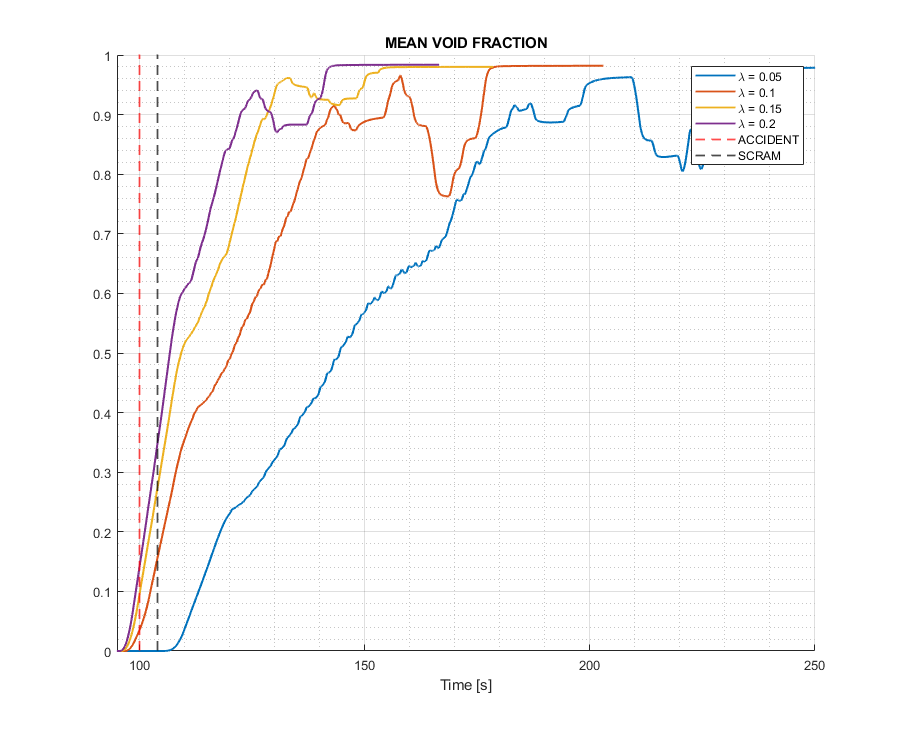 MEAN VOID FRACTION
1
0.9
0.8
0.7
0.6
0.5
0.4
0.3
0.2
0.1
0
100
150
200
250
Time [s]
λ = 0.05
λ = 0.1
λ = 0.15
λ = 0.2
ACCIDENT
SCRAM